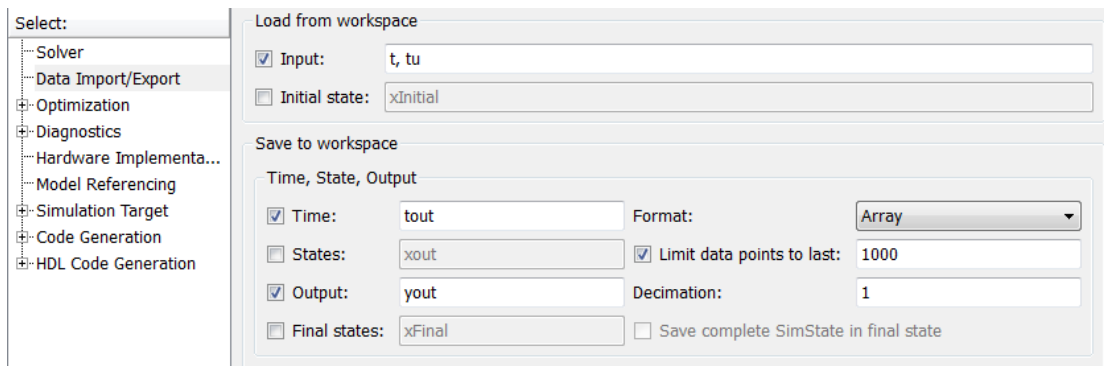 Select:
Solver
Data Import/Export
Optimization
Diagnostics
Hardware Implementa...
Model Referencing
Simulation Target
Code Generation
HDL Code Generation
Load from workspace
Input: t, tu
Initial state: xInitial
Save to workspace
Time, State, Output
Time: tout Format: Array
States: xout Limit data points to last: 1000
Output: yout Decimation: 1
Final states: xFinal Save complete SimState in final state